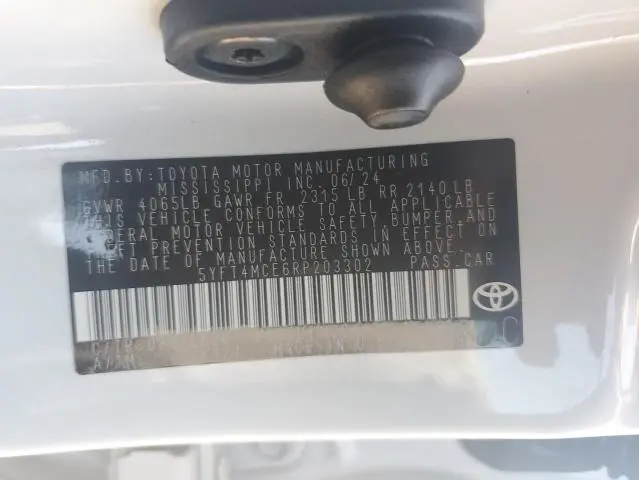 MFD. BY: TOYOTA MOTOR MANUFACTURING
MISSISSIPPI INC. 06/24
GVWR 4065LB GAWR FR 2315 LB RR 2140 LB
THIS VEHICLE CONFORMS TO ALL APPLICABLE
FEDERAL MOTOR VEHICLE SAFETY BUMPER AND
THEFT PREVENTION STANDARDS IN EFFECT ON
THE DATE OF MANUFACTURE SHOWN ABOVE.
5YFT4MCE6RP203302 PASS.CAR